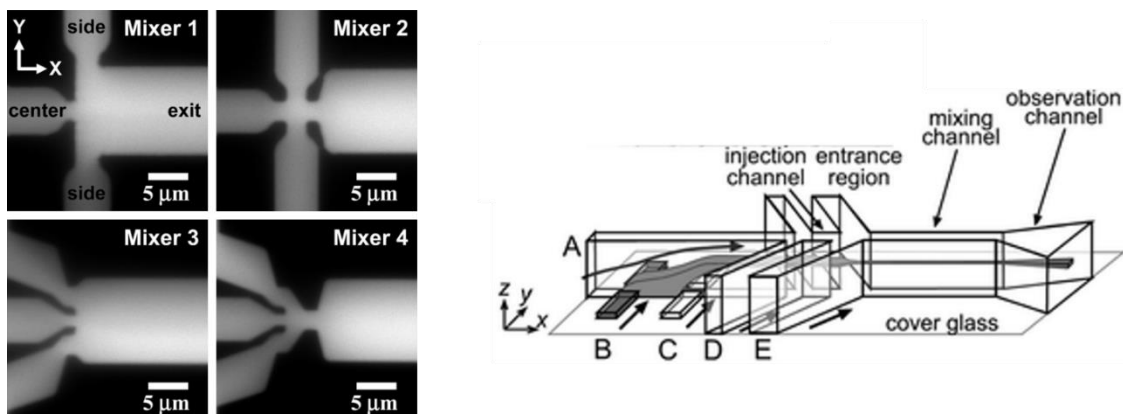 side
Mixer 1
Y
X
center
exit
side
5 µm
Mixer 2
5 µm
Mixer 3
5 µm
Mixer 4
5 µm
observation
channel
mixing
channel
injection
channel
entrance
region
A
z
y
x
B
C
D
E
cover glass